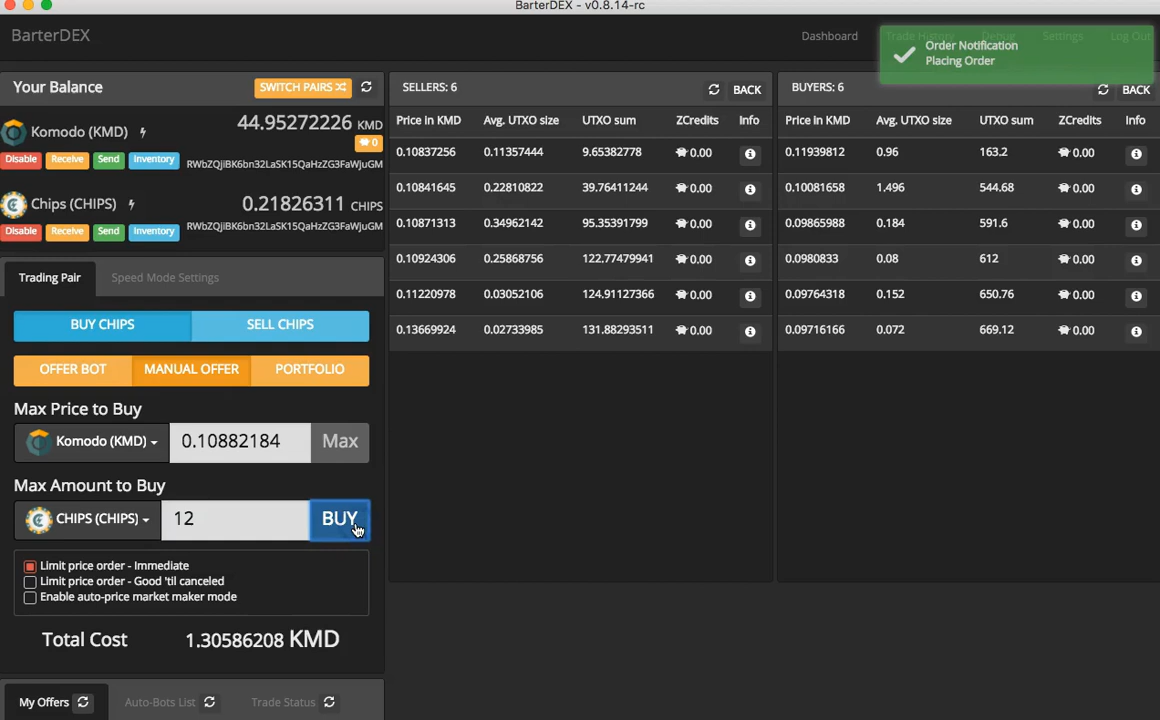 BarterDEX - v0.8.14-rc
BarterDEX
Dashboard Trade History Debug Settings Log Out
Order Notification
Placing Order
Your Balance
SWITCH PAIRS
Komodo (KMD)
44.95272226 KMD
0
Disable Receive Send Inventory
RWbZQjiBK6bn32LaSK15QaHzZG3FaWJuGM
Chips (CHIPS)
0.21826311 CHIPS
Disable Receive Send Inventory
RWbZQjiBK6bn32LaSK15QaHzZG3FaWJuGM
Trading Pair Speed Mode Settings
BUY CHIPS SELL CHIPS
OFFER BOT MANUAL OFFER PORTFOLIO
Max Price to Buy
Komodo (KMD) 0.10882184 Max
Max Amount to Buy
CHIPS (CHIPS) 12 BUY
Limit price order - Immediate
Limit price order - Good 'til canceled
Enable auto-price market maker mode
Total Cost 1.30586208 KMD
My Offers Auto-Bots List Trade Status
SELLERS: 6 BACK
Price in KMD Avg. UTXO size UTXO sum ZCredits Info
0.10837256 0.11357444 9.65382778 0.00
0.10841645 0.22810822 39.76411244 0.00
0.10871313 0.34962142 95.35391799 0.00
0.10924306 0.25868756 122.77479941 0.00
0.11220978 0.03052106 124.91127366 0.00
0.13669924 0.02733985 131.88293511 0.00
BUYERS: 6 BACK
Price in KMD Avg. UTXO size UTXO sum ZCredits Info
0.11939812 0.96 163.2 0.00
0.10081658 1.496 544.68 0.00
0.09865988 0.184 591.6 0.00
0.0980833 0.08 612 0.00
0.09764318 0.152 650.76 0.00
0.09716166 0.072 669.12 0.00